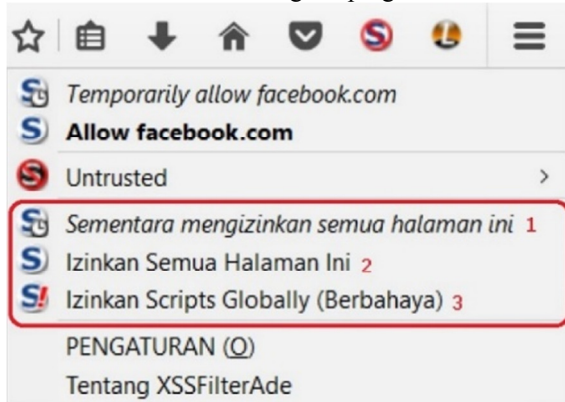 Temporarily allow facebook.com
Allow facebook.com
Untrusted
Sementara mengizinkan semua halaman ini 1
Izinkan Semua Halaman Ini 2
Izinkan Scripts Globally (Berbahaya) 3
PENGATURAN (O)
Tentang XSSFilterAde